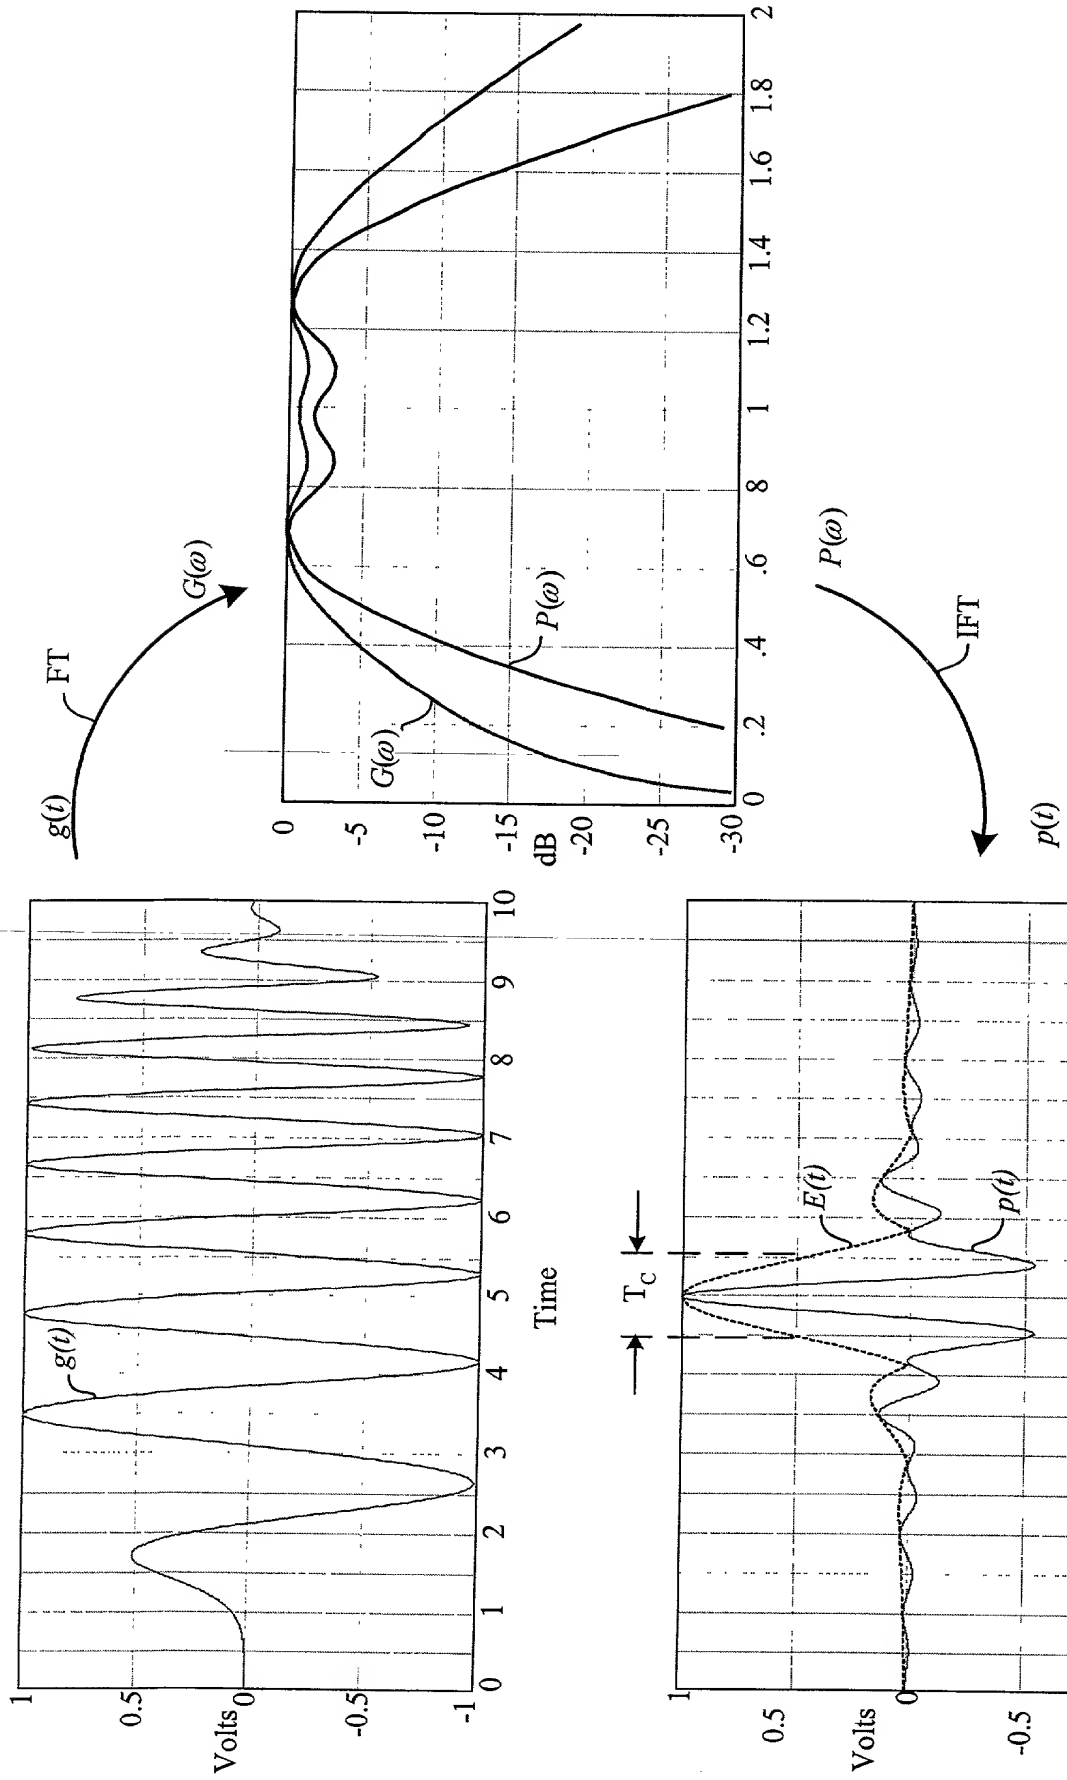 g(t)
FT
G(ω)
1
0.5
Volts
0
-0.5
-1
g(t)
0
1
2
3
4
5
6
7
8
9
10
Time
0
-5
-10
-15
dB
-20
-25
-30
G(ω)
P(ω)
0
.2
.4
.6
.8
1
1.2
1.4
1.6
1.8
2
P(ω)
IFT
p(t)
1
0.5
Volts
0
-0.5
T_C
E(t)
p(t)